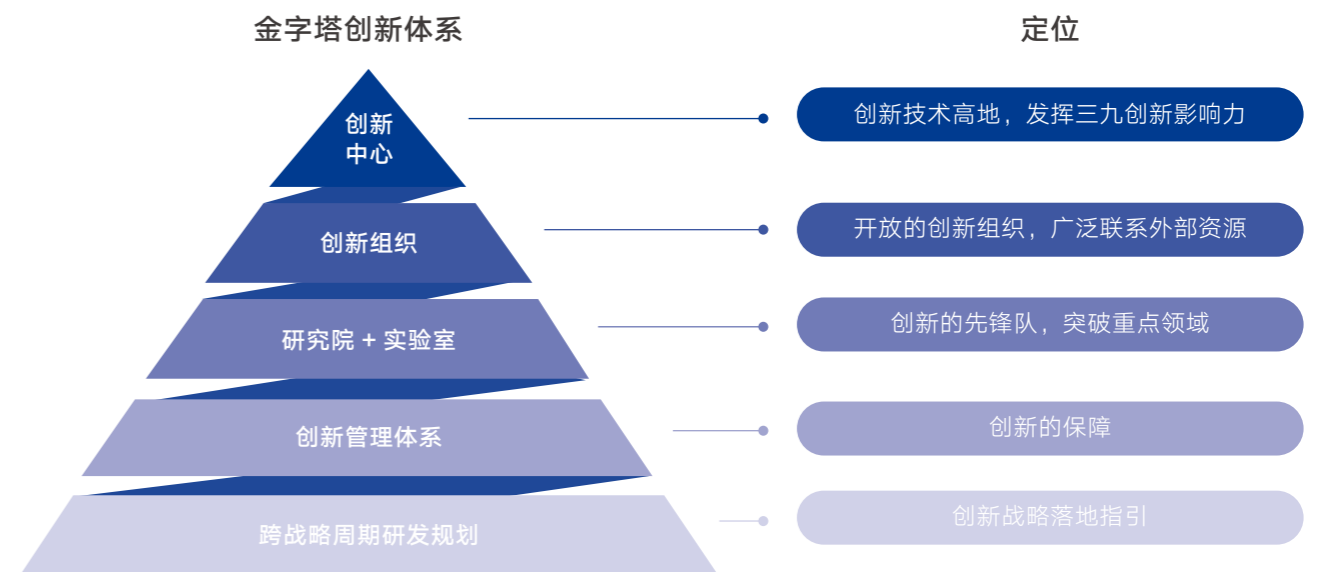 金字塔创新体系
定位
创新
中心
创新技术高地，发挥三九创新影响力
创新组织
开放的创新组织，广泛联系外部资源
研究院 + 实验室
创新的先锋队，突破重点领域
创新管理体系
创新的保障
跨战略周期研发规划
创新战略落地指引